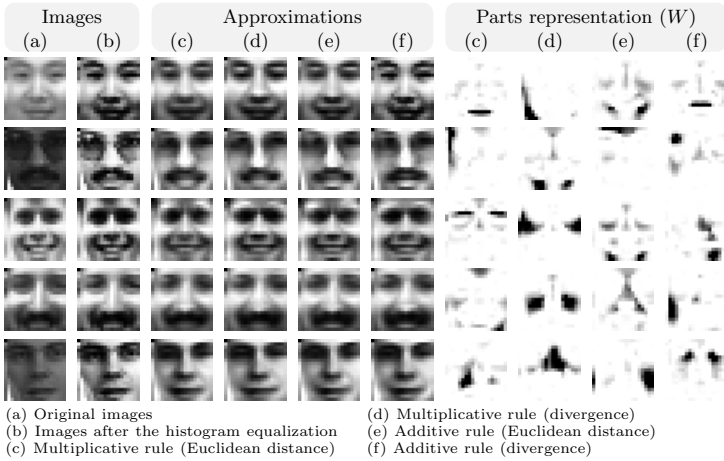 Images Approximations Parts representation (W)
(a) (b) (c) (d) (e) (f) (c) (d) (e) (f)
(a) Original images
(b) Images after the histogram equalization
(c) Multiplicative rule (Euclidean distance)
(d) Multiplicative rule (divergence)
(e) Additive rule (Euclidean distance)
(f) Additive rule (divergence)